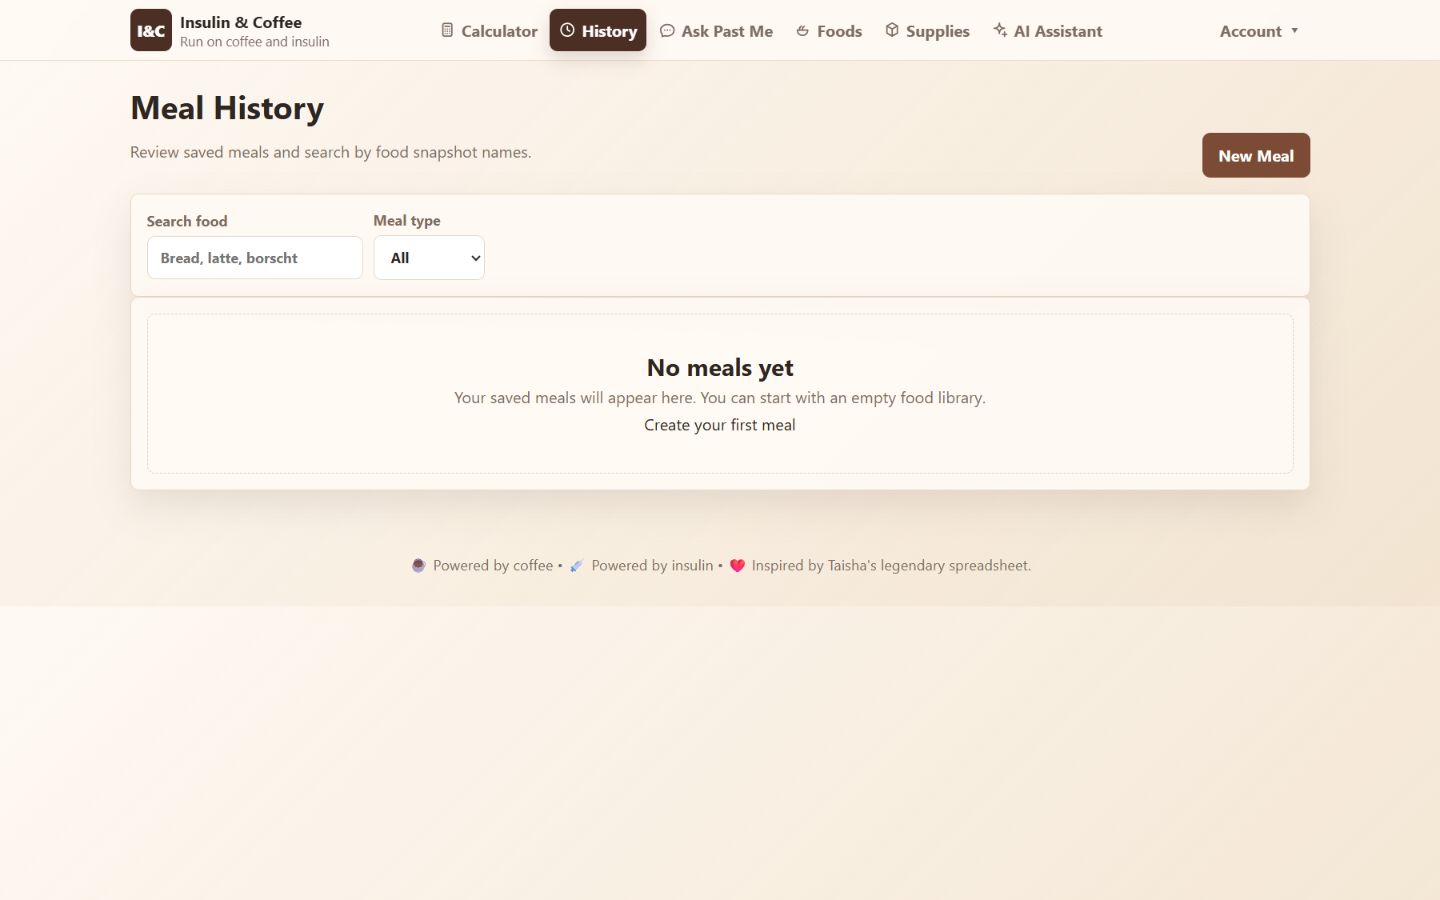 I&C
Insulin & Coffee
Run on coffee and insulin
Calculator
History
Ask Past Me
Foods
Supplies
AI Assistant
Account
Meal History
Review saved meals and search by food snapshot names.
New Meal
Search food
Meal type
Bread, latte, borscht
All
No meals yet
Your saved meals will appear here. You can start with an empty food library.
Create your first meal
Powered by coffee • Powered by insulin • Inspired by Taisha's legendary spreadsheet.